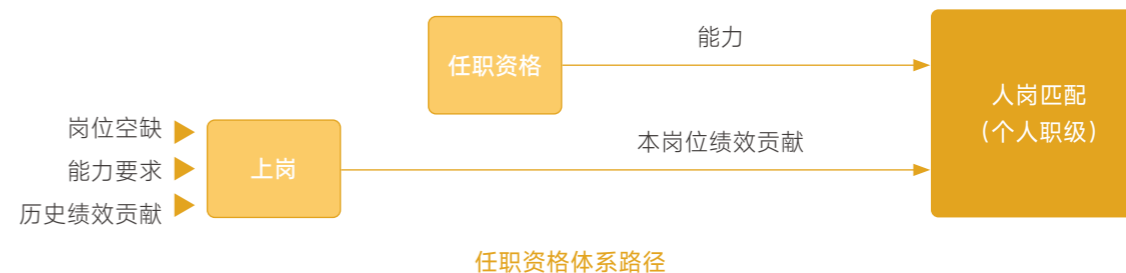 任职资格
能力
人岗匹配
（个人职级）
岗位空缺
能力要求
历史绩效贡献
上岗
本岗位绩效贡献
任职资格体系路径